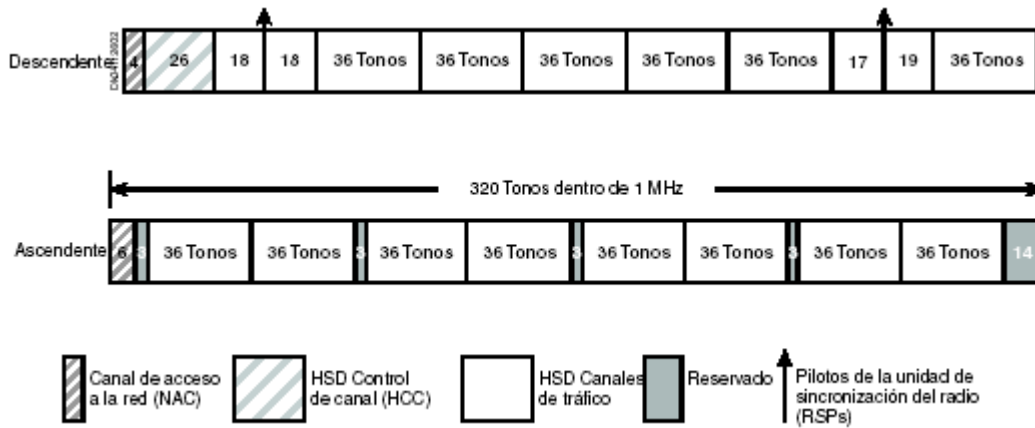 Descendente
4
26
18
18
36 Tonos
36 Tonos
36 Tonos
36 Tonos
36 Tonos
17
19
36 Tonos
320 Tonos dentro de 1 MHz
Ascendente
6
3
36 Tonos
36 Tonos
3
36 Tonos
36 Tonos
3
36 Tonos
36 Tonos
3
36 Tonos
36 Tonos
14
Canal de acceso
a la red (NAC)
HSD Control
de canal (HCC)
HSD Canales
de tráfico
Reservado
Pilotos de la unidad de
sincronización del radio
(RSPs)